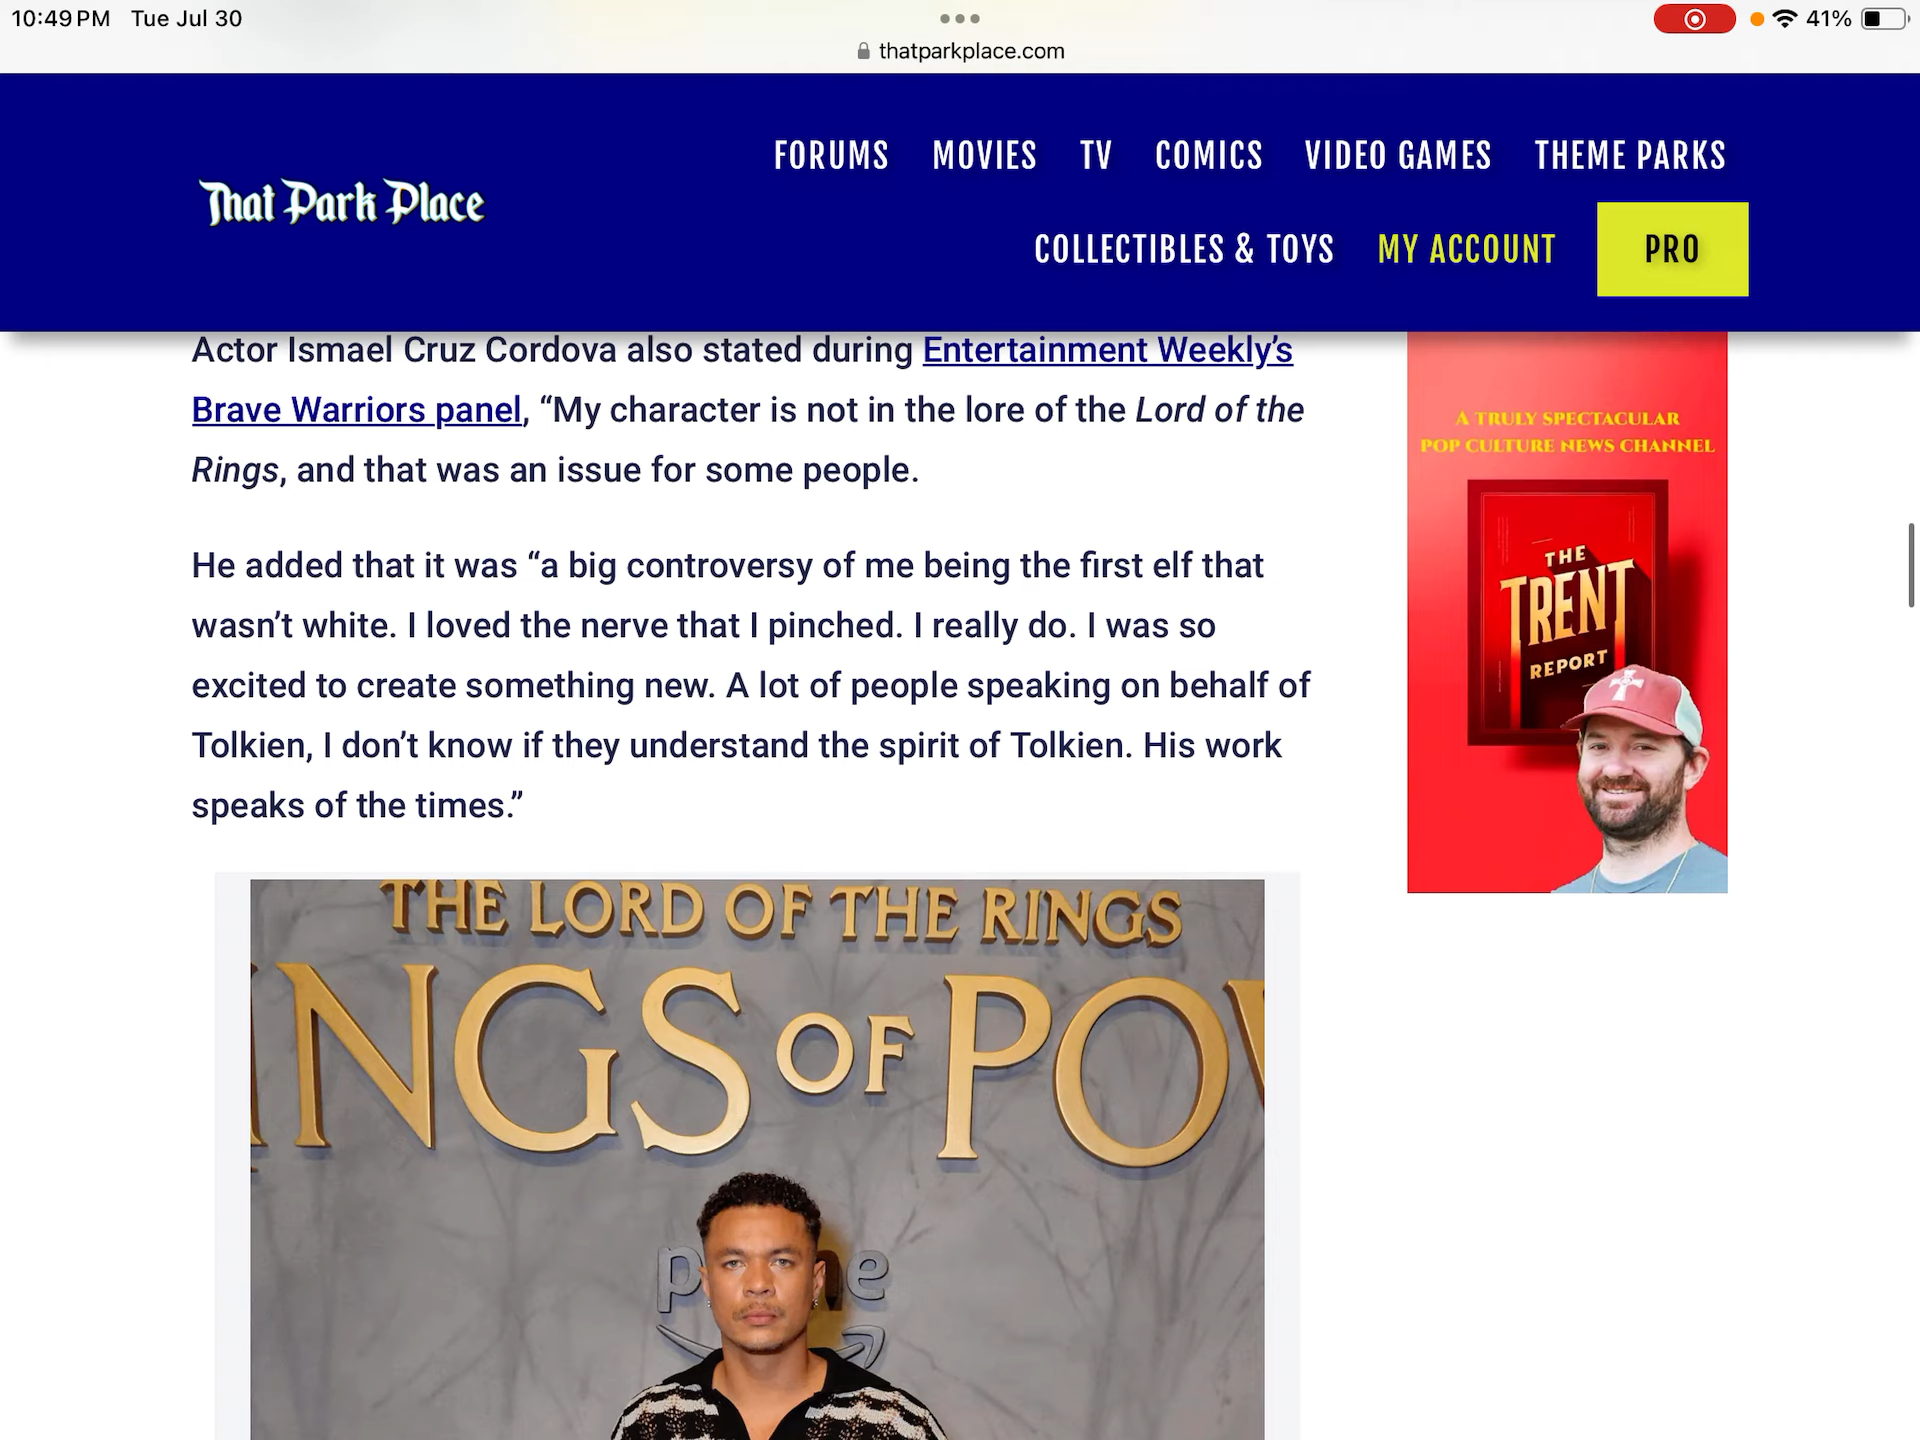 10:49 PM Tue Jul 30
41%
thatparkplace.com
FORUMS MOVIES TV COMICS VIDEO GAMES THEME PARKS
That Park Place
COLLECTIBLES & TOYS MY ACCOUNT PRO
Actor Ismael Cruz Cordova also stated during Entertainment Weekly’s
Brave Warriors panel, “My character is not in the lore of the Lord of the
Rings, and that was an issue for some people.
He added that it was “a big controversy of me being the first elf that
wasn’t white. I loved the nerve that I pinched. I really do. I was so
excited to create something new. A lot of people speaking on behalf of
Tolkien, I don’t know if they understand the spirit of Tolkien. His work
speaks of the times.”
A TRULY SPECTACULAR
POP CULTURE NEWS CHANNEL
THE
TRENT
REPORT
THE LORD OF THE RINGS
INGS OF PO
p e